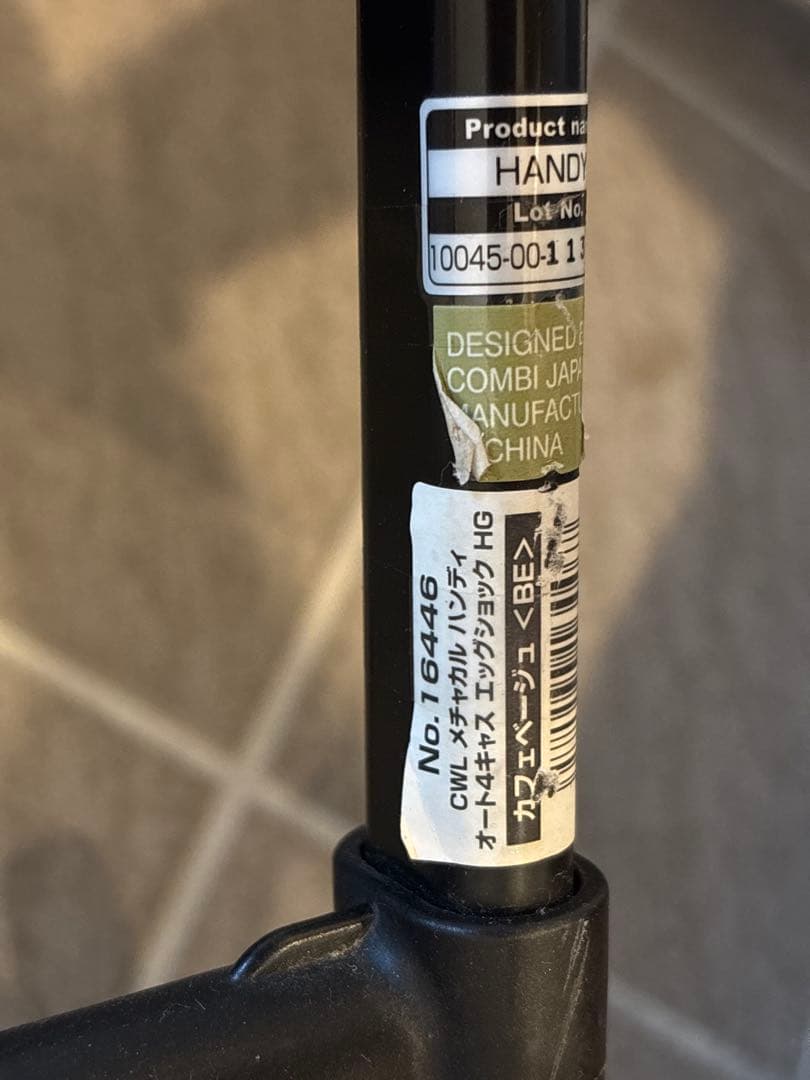 Product
HANDY
Lot No.
10045-00-113
DESIGNED
COMBI
MANUFACT
CHINA
No.16446
CWL メチャカル ハンディ
オート4キャス エッグショック HG
カフェベージュ <BE>